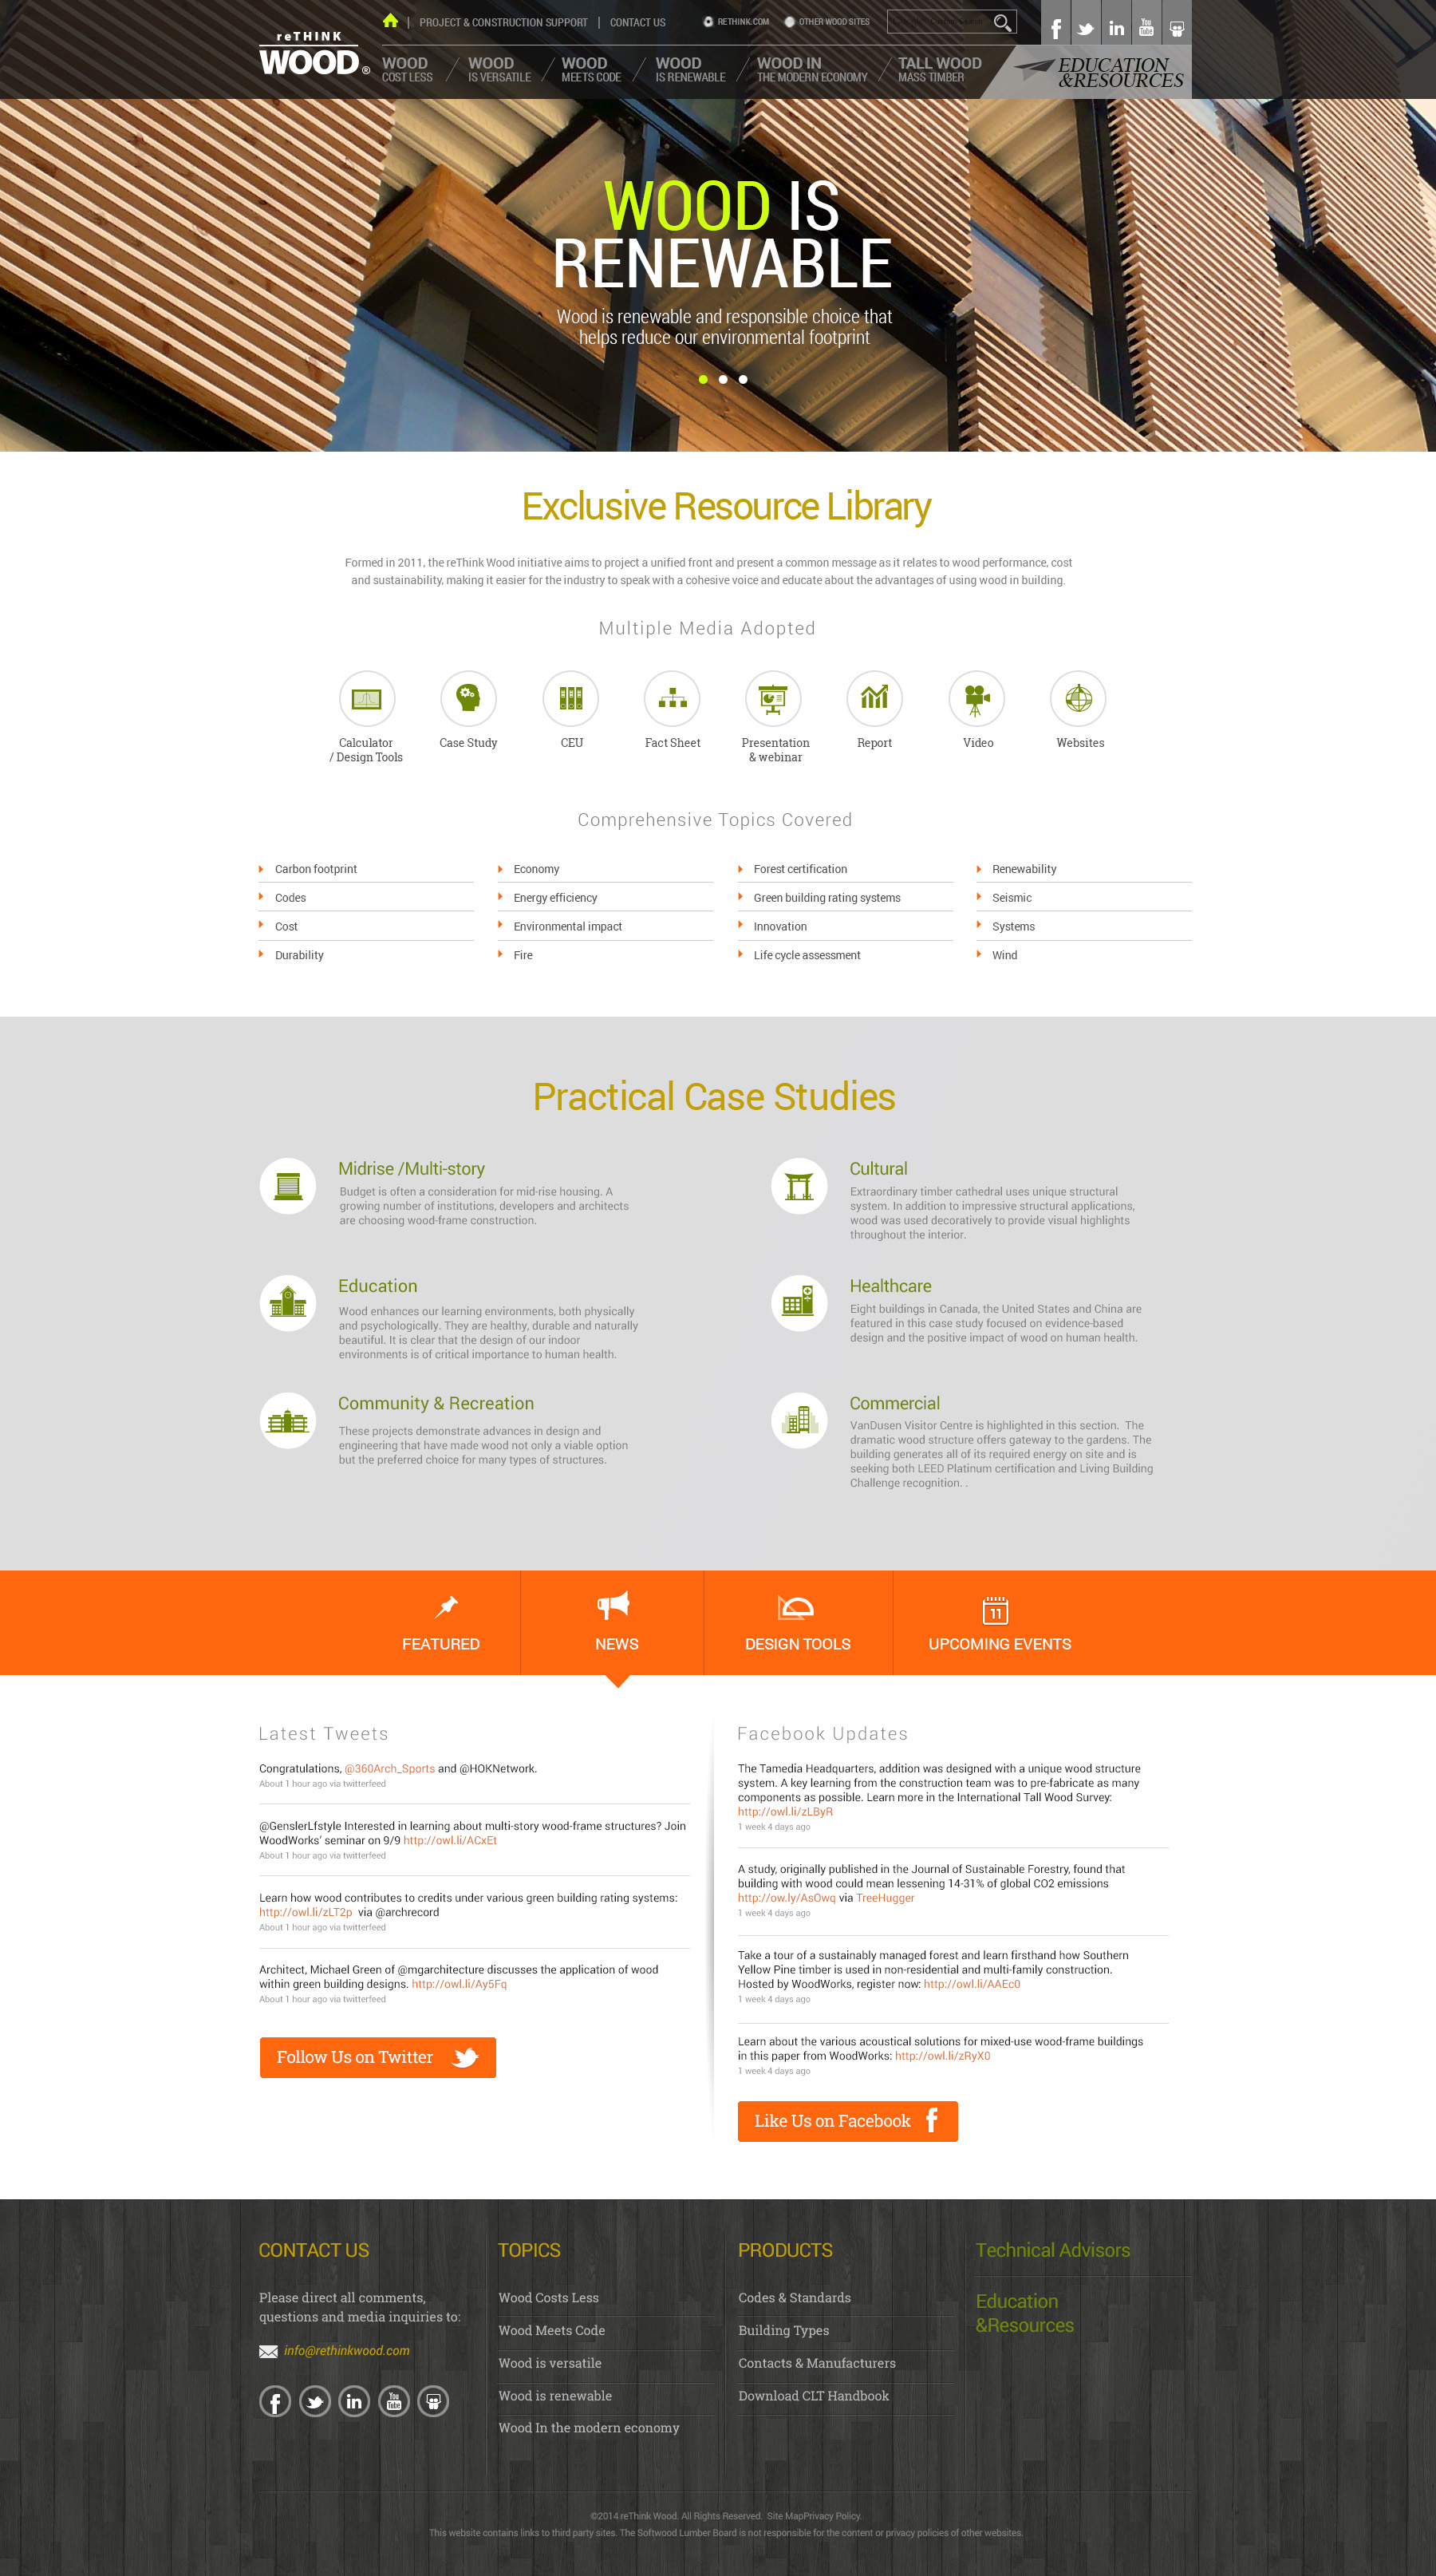 PROJECT & CONSTRUCTION SUPPORT | CONTACT US
RETHINK.COM
OTHER WOOD SITES
You
Tube
reTHINK
WOOD®
WOOD
COST LESS
WOOD
IS VERSATILE
WOOD
MEETS CODE
WOOD
IS RENEWABLE
WOOD IN
THE MODERN ECONOMY
TALL WOOD
MASS TIMBER
EDUCATION
&RESOURCES
WOOD IS
RENEWABLE
Wood is renewable and responsible choice that
helps reduce our environmental footprint
Exclusive Resource Library
Formed in 2011, the reThink Wood initiative aims to project a unified front and present a common message as it relates to wood performance, cost
and sustainability, making it easier for the industry to speak with a cohesive voice and educate about the advantages of using wood in building.
Multiple Media Adopted
Calculator
/ Design Tools
Case Study
CEU
Fact Sheet
Presentation
& webinar
Report
Video
Websites
Comprehensive Topics Covered
Carbon footprint
Codes
Cost
Durability
Economy
Energy efficiency
Environmental impact
Fire
Forest certification
Green building rating systems
Innovation
Life cycle assessment
Renewability
Seismic
Systems
Wind
Practical Case Studies
Midrise /Multi-story
Budget is often a consideration for mid-rise housing. A
growing number of institutions, developers and architects
are choosing wood-frame construction.
Cultural
Extraordinary timber cathedral uses unique structural
system. In addition to impressive structural applications,
wood was used decoratively to provide visual highlights
throughout the interior.
Education
Wood enhances our learning environments, both physically
and psychologically. They are healthy, durable and naturally
beautiful. It is clear that the design of our indoor
environments is of critical importance to human health.
Healthcare
Eight buildings in Canada, the United States and China are
featured in this case study focused on evidence-based
design and the positive impact of wood on human health.
Community & Recreation
These projects demonstrate advances in design and
engineering that have made wood not only a viable option
but the preferred choice for many types of structures.
Commercial
VanDusen Visitor Centre is highlighted in this section.  The
dramatic wood structure offers gateway to the gardens. The
building generates all of its required energy on site and is
seeking both LEED Platinum certification and Living Building
Challenge recognition. .
FEATURED
NEWS
DESIGN TOOLS
11
UPCOMING EVENTS
Latest Tweets
Congratulations, @360Arch_Sports and @HOKNetwork.
About 1 hour ago via twitterfeed
@GenslerLfstyle Interested in learning about multi-story wood-frame structures? Join
WoodWorks' seminar on 9/9 http://owl.li/ACxEt
About 1 hour ago via twitterfeed
Learn how wood contributes to credits under various green building rating systems:
http://owl.li/zLT2p  via @archrecord
About 1 hour ago via twitterfeed
Architect, Michael Green of @mgarchitecture discusses the application of wood
within green building designs. http://owl.li/Ay5Fq
About 1 hour ago via twitterfeed
Follow Us on Twitter
Facebook Updates
The Tamedia Headquarters, addition was designed with a unique wood structure
system. A key learning from the construction team was to pre-fabricate as many
components as possible. Learn more in the International Tall Wood Survey:
http://owl.li/zLByR
1 week 4 days ago
A study, originally published in the Journal of Sustainable Forestry, found that
building with wood could mean lessening 14-31% of global CO2 emissions
http://ow.ly/AsOwq via TreeHugger
1 week 4 days ago
Take a tour of a sustainably managed forest and learn firsthand how Southern
Yellow Pine timber is used in non-residential and multi-family construction.
Hosted by WoodWorks, register now: http://owl.li/AAEc0
1 week 4 days ago
Learn about the various acoustical solutions for mixed-use wood-frame buildings
in this paper from WoodWorks: http://owl.li/zRyX0
1 week 4 days ago
Like Us on Facebook
CONTACT US
Please direct all comments,
questions and media inquiries to:
info@rethinkwood.com
You
Tube
TOPICS
Wood Costs Less
Wood Meets Code
Wood is versatile
Wood is renewable
Wood In the modern economy
PRODUCTS
Codes & Standards
Building Types
Contacts & Manufacturers
Download CLT Handbook
Technical Advisors
Education
&Resources
©2014 reThink Wood. All Rights Reserved.  Site MapPrivacy Policy.
This website contains links to third party sites. The Softwood Lumber Board is not responsible for the content or privacy policies of other websites.